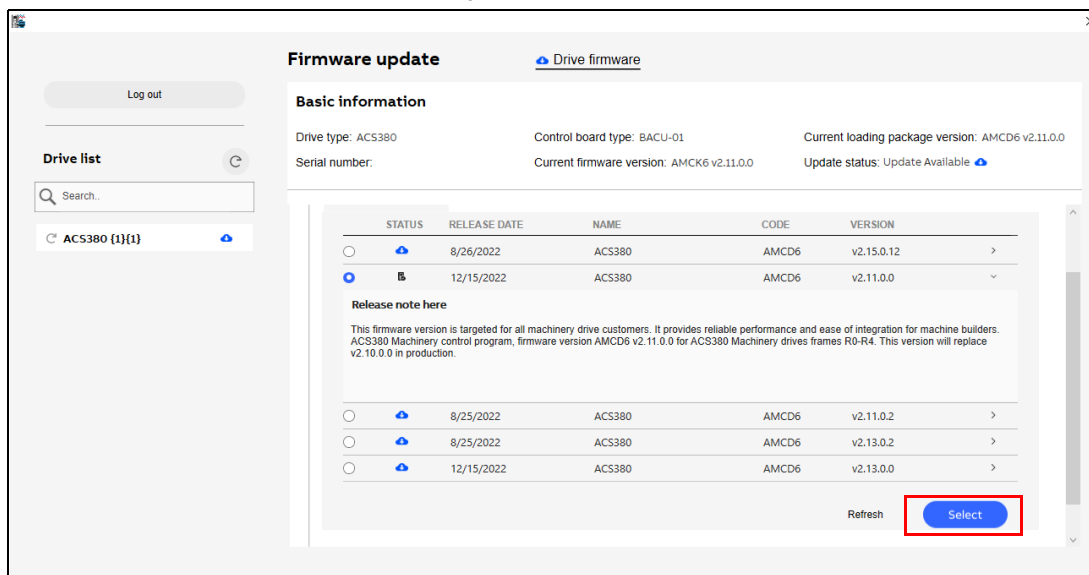 Firmware update
Drive firmware
Log out
Basic information
Drive type: ACS380
Control board type: BACU-01
Current loading package version: AMCD6 v2.11.0.0
Drive list
Serial number:
Current firmware version: AMCK6 v2.11.0.0
Update status: Update Available
Search..
ACS380 {1}{1}
STATUS RELEASE DATE NAME CODE VERSION
8/26/2022 ACS380 AMCD6 v2.15.0.12
12/15/2022 ACS380 AMCD6 v2.11.0.0
Release note here
This firmware version is targeted for all machinery drive customers. It provides reliable performance and ease of integration for machine builders.
ACS380 Machinery control program, firmware version AMCD6 v2.11.0.0 for ACS380 Machinery drives frames R0-R4. This version will replace
v2.10.0.0 in production.
8/25/2022 ACS380 AMCD6 v2.11.0.2
8/25/2022 ACS380 AMCD6 v2.13.0.2
12/15/2022 ACS380 AMCD6 v2.13.0.0
Refresh
Select